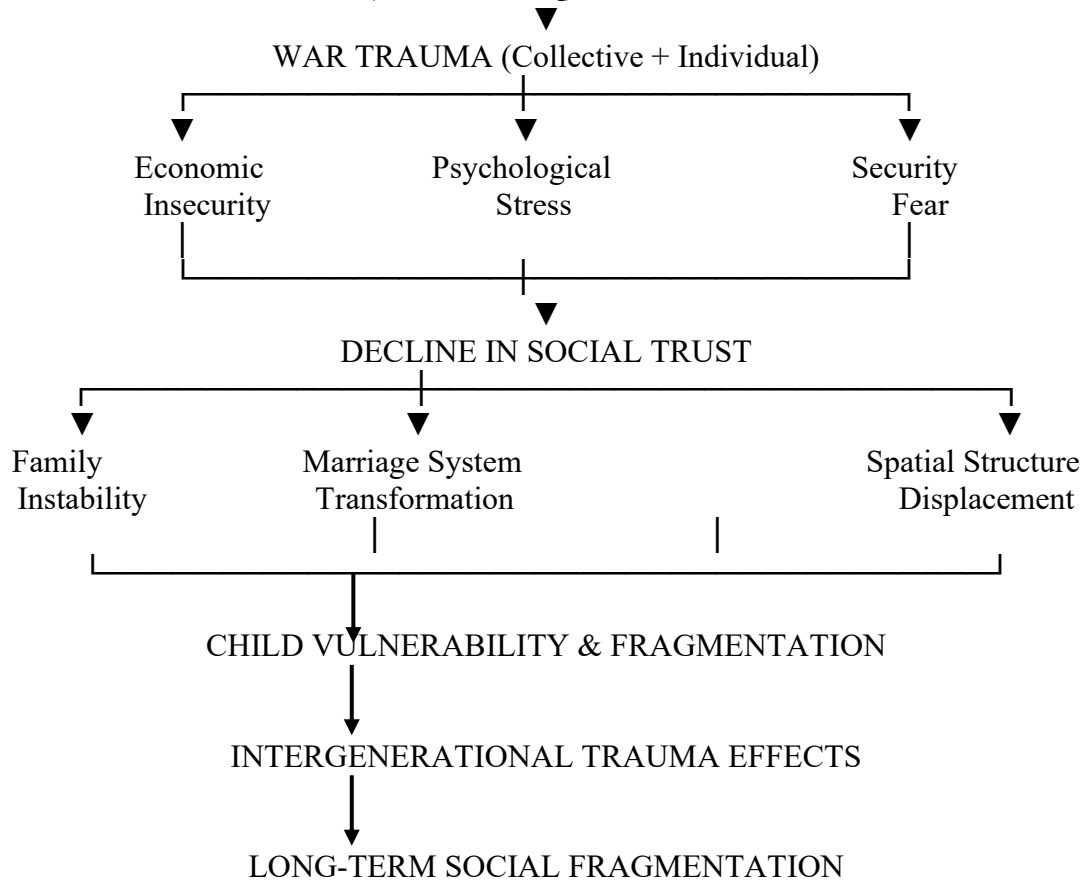 WAR TRAUMA (Collective + Individual)
Economic Psychological Security
Insecurity Stress Fear
DECLINE IN SOCIAL TRUST
Family Marriage System Spatial Structure
Instability Transformation Displacement
CHILD VULNERABILITY & FRAGMENTATION
INTERGENERATIONAL TRAUMA EFFECTS
LONG-TERM SOCIAL FRAGMENTATION